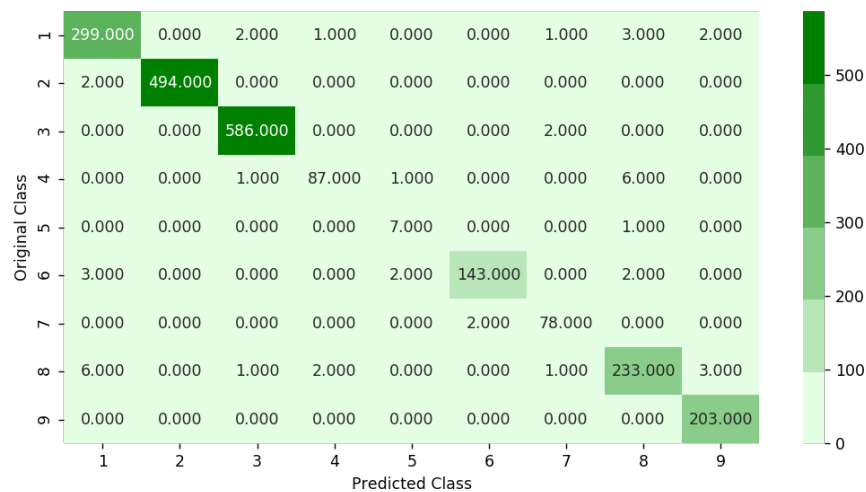 1 299.000 0.000 2.000 1.000 0.000 0.000 1.000 3.000 2.000
2 2.000 494.000 0.000 0.000 0.000 0.000 0.000 0.000 0.000
3 0.000 0.000 586.000 0.000 0.000 0.000 2.000 0.000 0.000
4 0.000 0.000 1.000 87.000 1.000 0.000 0.000 6.000 0.000
5 0.000 0.000 0.000 0.000 7.000 0.000 0.000 1.000 0.000
6 3.000 0.000 0.000 0.000 2.000 143.000 0.000 2.000 0.000
7 0.000 0.000 0.000 0.000 0.000 2.000 78.000 0.000 0.000
8 6.000 0.000 1.000 2.000 0.000 0.000 1.000 233.000 3.000
9 0.000 0.000 0.000 0.000 0.000 0.000 0.000 0.000 203.000
1 2 3 4 5 6 7 8 9
Predicted Class
Original Class
500
400
300
200
100
0